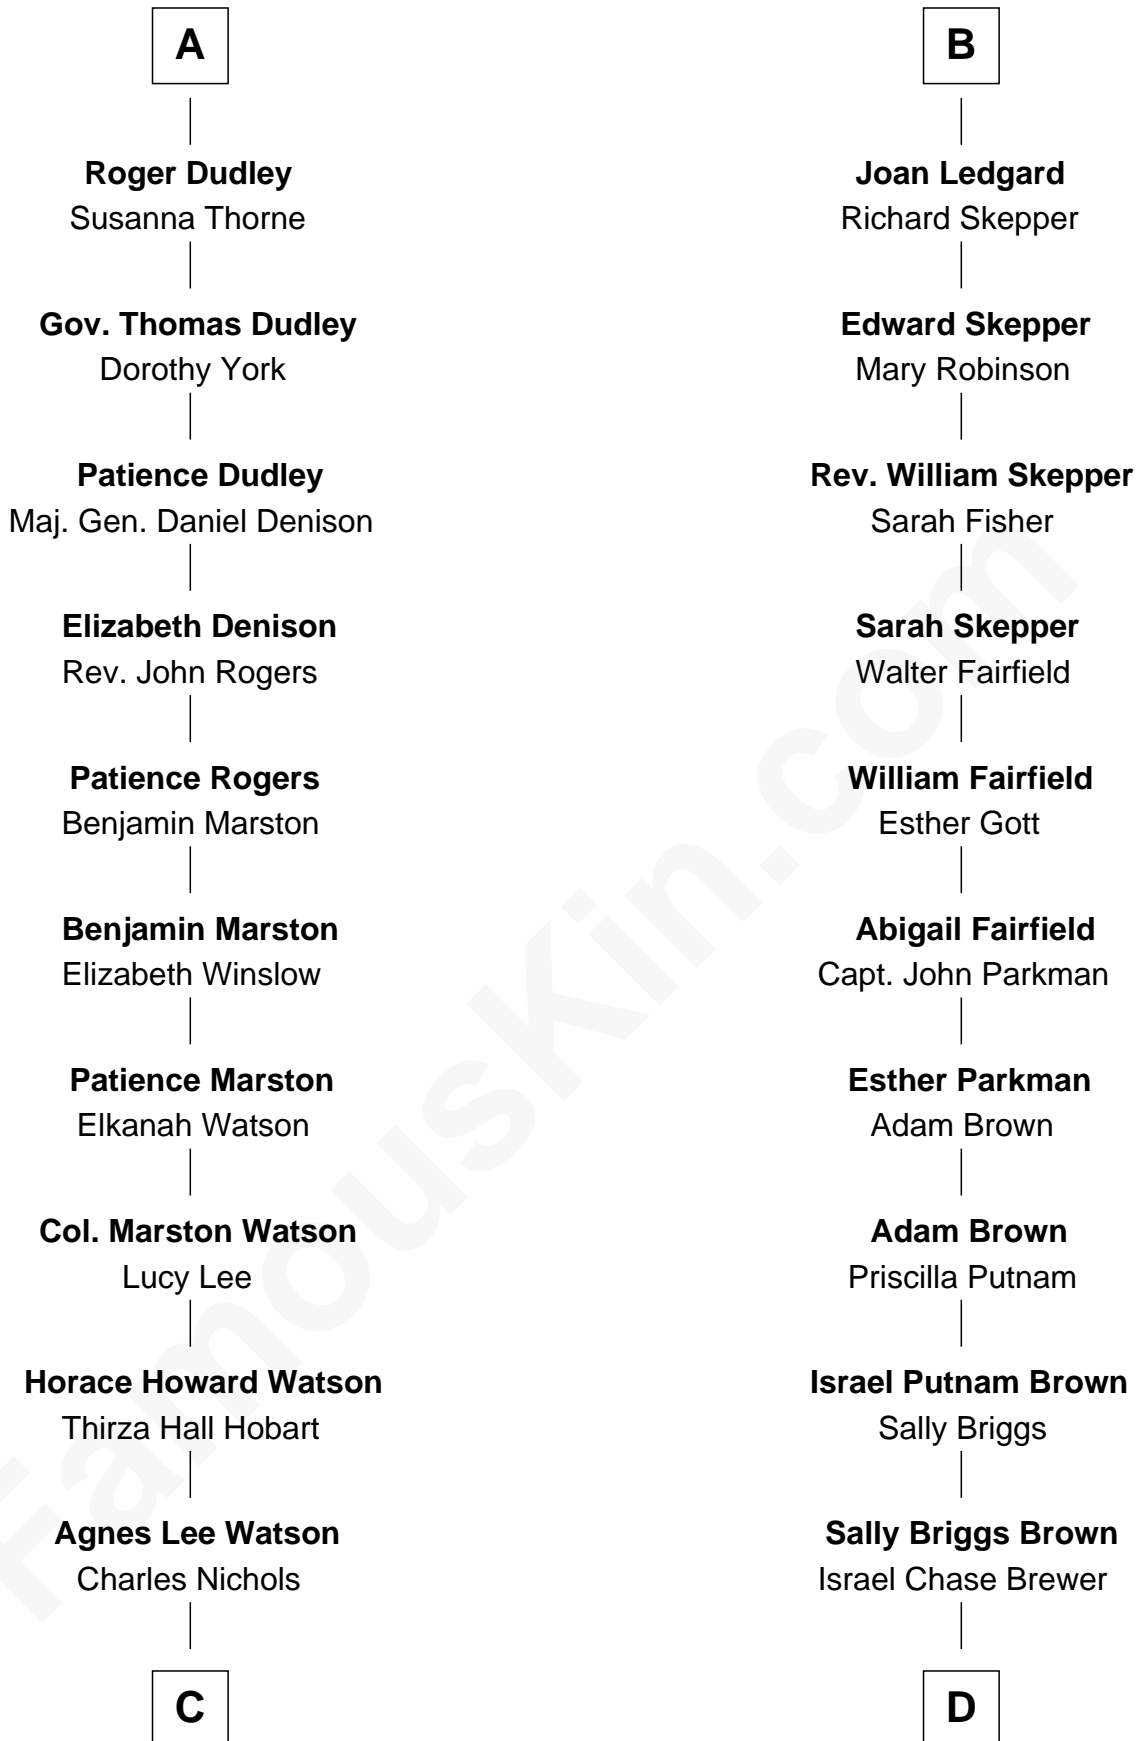 A
Roger Dudley
Susanna Thorne
Gov. Thomas Dudley
Dorothy York
Patience Dudley
Maj. Gen. Daniel Denison
Elizabeth Denison
Rev. John Rogers
Patience Rogers
Benjamin Marston
Benjamin Marston
Elizabeth Winslow
Patience Marston
Elkanah Watson
Col. Marston Watson
Lucy Lee
Horace Howard Watson
Thirza Hall Hobart
Agnes Lee Watson
Charles Nichols
C
B
Joan Ledgard
Richard Skepper
Edward Skepper
Mary Robinson
Rev. William Skepper
Sarah Fisher
Sarah Skepper
Walter Fairfield
William Fairfield
Esther Gott
Abigail Fairfield
Capt. John Parkman
Esther Parkman
Adam Brown
Adam Brown
Priscilla Putnam
Israel Putnam Brown
Sally Briggs
Sally Briggs Brown
Israel Chase Brewer
D
FamousKin.com